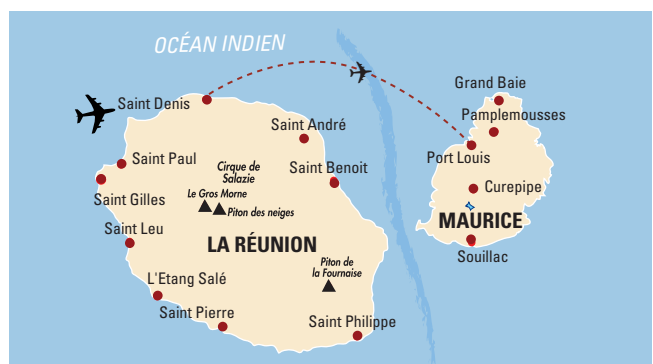 OCÉAN INDIEN
Saint Denis
Saint André
Saint Paul
Cirque de
Salazie
Saint Benoit
Le Gros Morne
Saint Gilles
Piton des neiges
Saint Leu
LA RÉUNION
Piton de
la Fournaise
L'Etang Salé
Saint Pierre
Saint Philippe
Grand Baie
Pamplemousses
Port Louis
Curepipe
MAURICE
Souillac